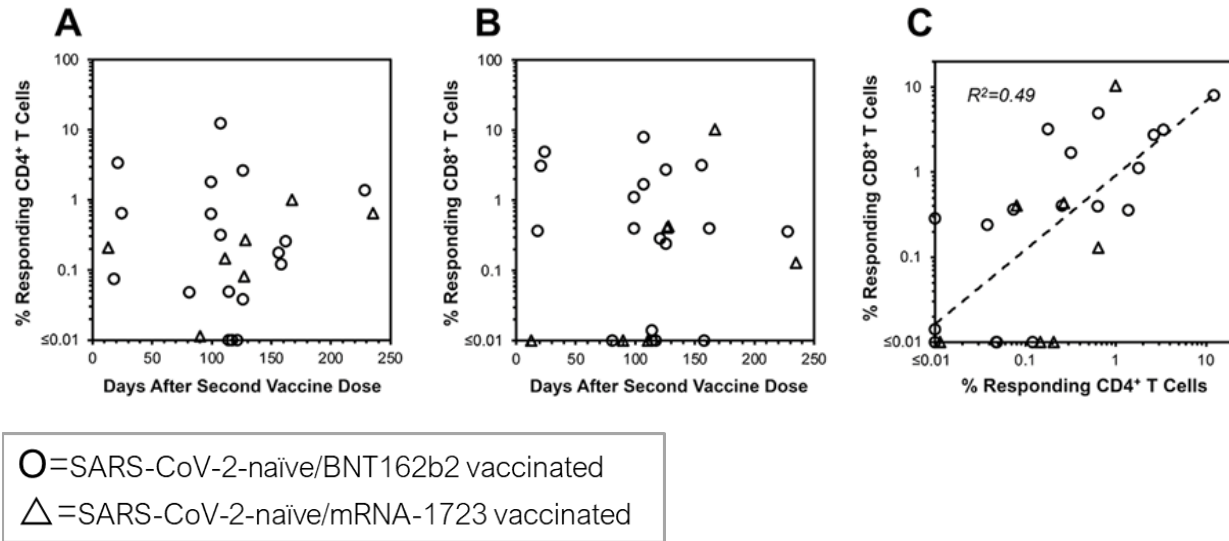 A
% Responding CD4⁺ T Cells
100
10
1
0.1
≤0.01
0 50 100 150 200 250
Days After Second Vaccine Dose
B
% Responding CD8⁺ T Cells
100
10
1
0.1
≤0.01
0 50 100 150 200 250
Days After Second Vaccine Dose
C
R²=0.49
% Responding CD8⁺ T Cells
10
1
0.1
≤0.01
≤0.01 0.1 1 10
% Responding CD4⁺ T Cells
O=SARS-CoV-2-naïve/BNT162b2 vaccinated
△=SARS-CoV-2-naïve/mRNA-1723 vaccinated